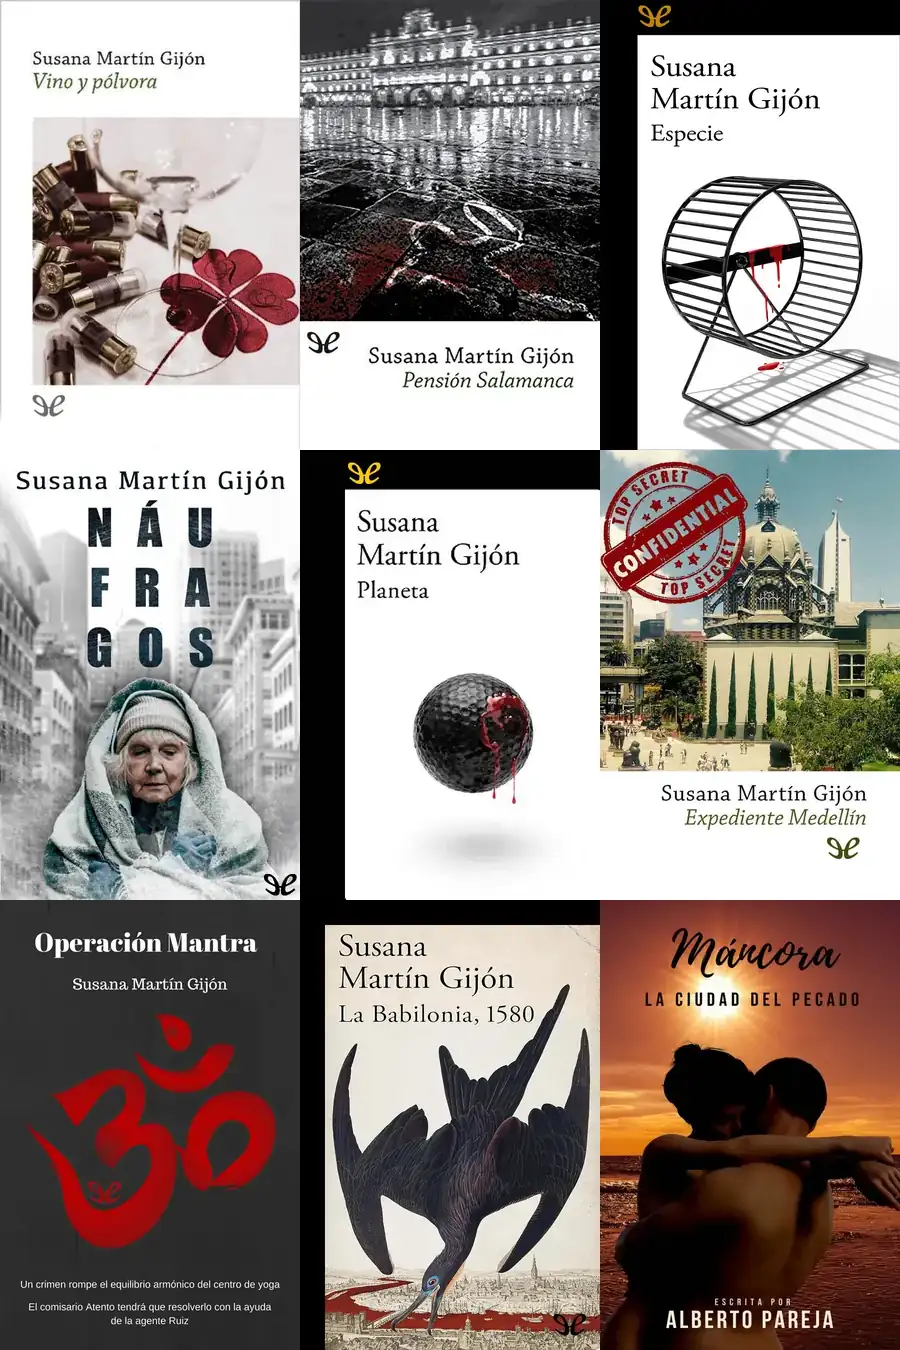 Susana Martín Gijón
Vino y pólvora
Susana Martín Gijón
Pensión Salamanca
Susana
Martín Gijón
Especie
Susana Martín Gijón
NÁU
FRA
GOS
Susana
Martín Gijón
Planeta
TOP SECRET
CONFIDENTIAL
TOP SECRET
Susana Martín Gijón
Expediente Medellín
Operación Mantra
Susana Martín Gijón
Un crimen rompe el equilibrio armónico del centro de yoga
El comisario Atento tendrá que resolverlo con la ayuda
de la agente Ruiz
Susana
Martín Gijón
La Babilonia, 1580
Máncora
LA CIUDAD DEL PECADO
ESCRITA POR
ALBERTO PAREJA